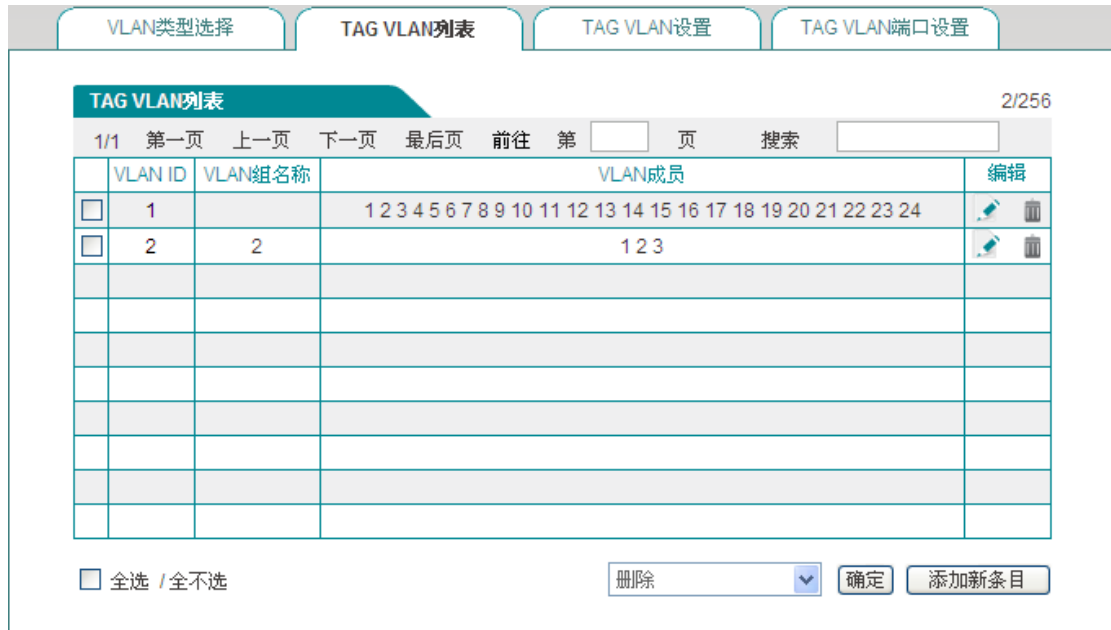 VLAN类型选择 TAG VLAN列表 TAG VLAN设置 TAG VLAN端口设置
TAG VLAN列表 2/256
1/1 第一页 上一页 下一页 最后页 前往 第 页 搜索
VLAN ID VLAN组名称 VLAN成员 编辑
1 1 2 3 4 5 6 7 8 9 10 11 12 13 14 15 16 17 18 19 20 21 22 23 24
2 2 1 2 3
全选 / 全不选 删除 确定 添加新条目